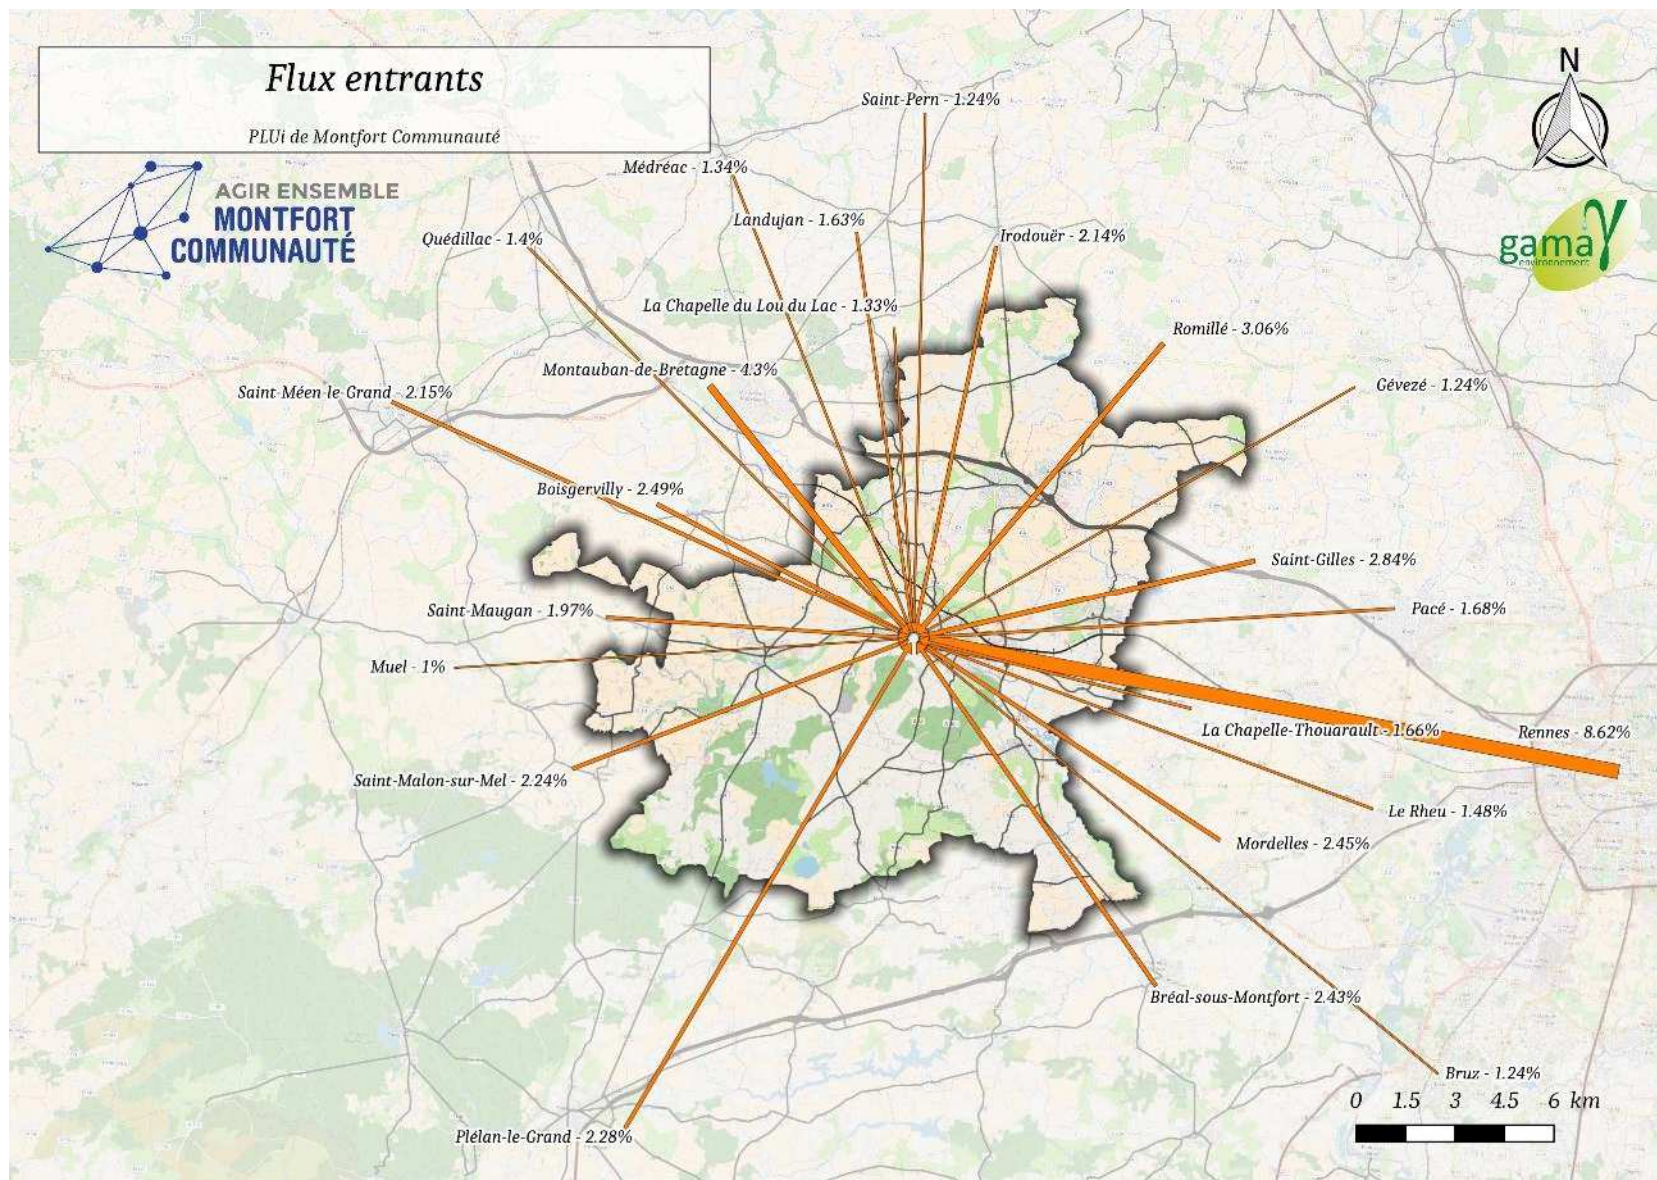 Flux entrants
PLUi de Montfort Communauté
AGIR ENSEMBLE
MONTFORT
COMMUNAUTÉ
N
gama
environnement
Saint-Pern - 1.24%
Médréac - 1.34%
Landujan - 1.63%
Quédillac - 1.4%
Irodouër - 2.14%
La Chapelle du Lou du Lac - 1.33%
Romillé - 3.06%
Montauban-de-Bretagne - 4.3%
Gévezé - 1.24%
Saint-Méen-le-Grand - 2.15%
Boisgervilly - 2.49%
Saint-Gilles - 2.84%
Saint-Maugan - 1.97%
Pacé - 1.68%
Muel - 1%
La Chapelle-Thouarault - 1.66%
Rennes - 8.62%
Saint-Malon-sur-Mel - 2.24%
Le Rheu - 1.48%
Mordelles - 2.45%
Bréal-sous-Montfort - 2.43%
Bruz - 1.24%
Plélan-le-Grand - 2.28%
0 1.5 3 4.5 6 km